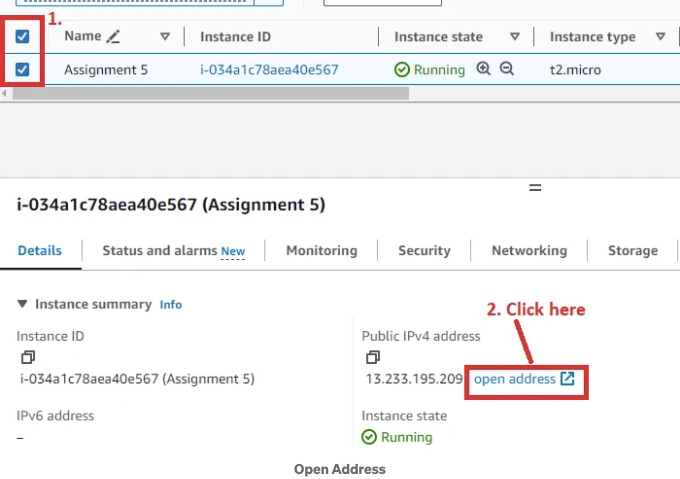 1.
Name Instance ID Instance state Instance type
Assignment 5 i-034a1c78aea40e567 Running t2.micro
i-034a1c78aea40e567 (Assignment 5)
Details Status and alarms New Monitoring Security Networking Storage
Instance summary Info
2. Click here
Instance ID Public IPv4 address
i-034a1c78aea40e567 (Assignment 5) 13.233.195.209 open address
IPv6 address Instance state
– Running
Open Address